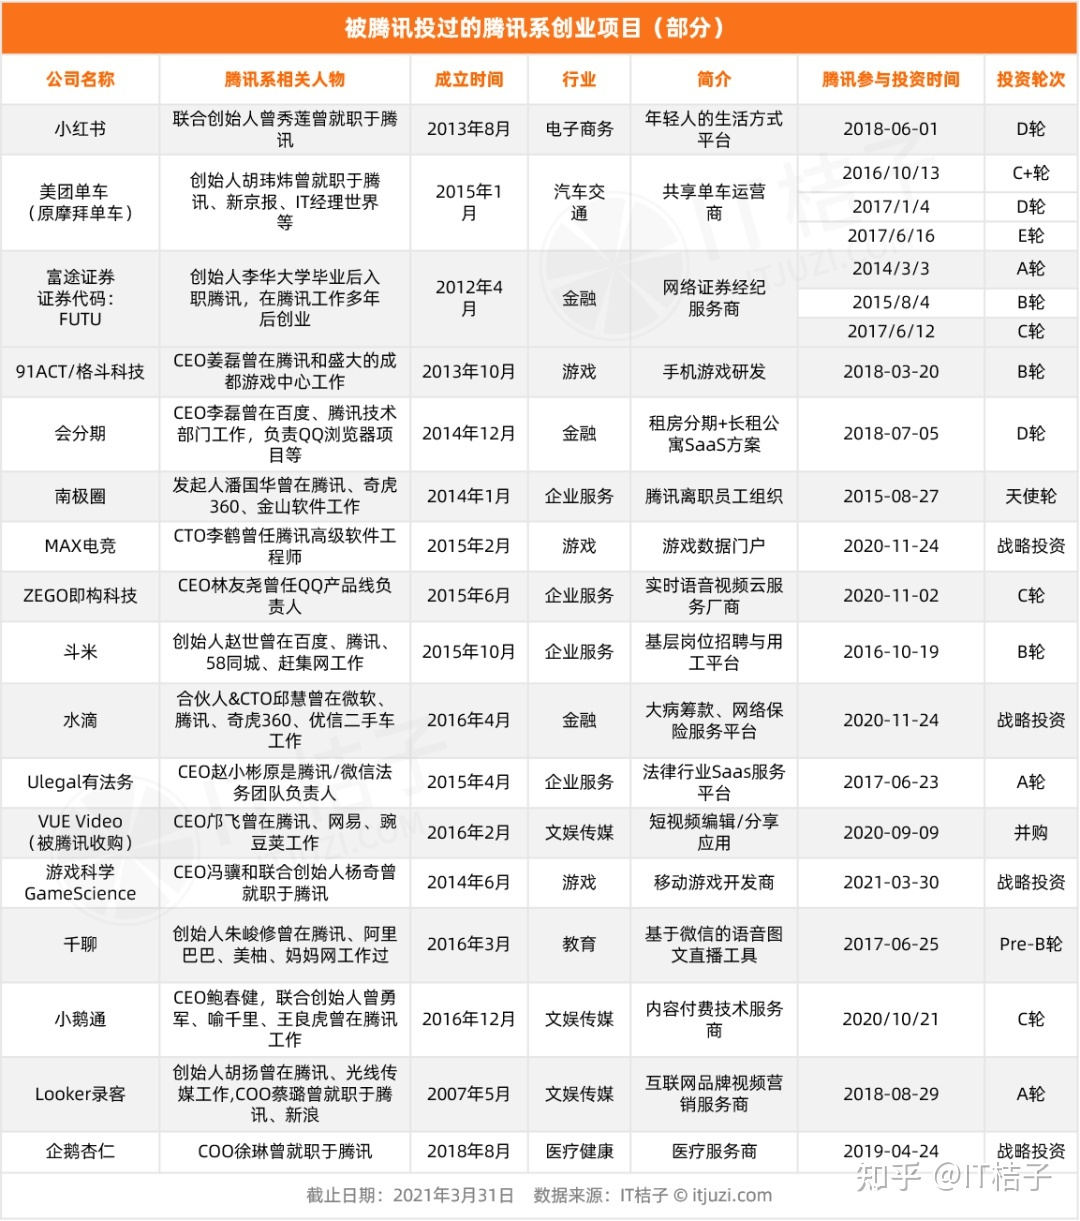 被腾讯投过的腾讯系创业项目（部分）
公司名称 腾讯系相关人物 成立时间 行业 简介 腾讯参与投资时间 投资轮次
小红书 联合创始人曾秀莲曾就职于腾讯 2013年8月 电子商务 年轻人的生活方式平台 2018-06-01 D轮
美团单车（原摩拜单车） 创始人胡玮炜曾就职于腾讯、新京报、IT经理世界等 2015年1月 汽车交通 共享单车运营商 2016/10/13 C+轮
2017/1/4 D轮
2017/6/16 E轮
富途证券 证券代码：FUTU 创始人李华大学毕业后入职腾讯，在腾讯工作多年后创业 2012年4月 金融 网络证券经纪服务商 2014/3/3 A轮
2015/8/4 B轮
2017/6/12 C轮
91ACT/格斗科技 CEO姜磊曾在腾讯和盛大的成都游戏中心工作 2013年10月 游戏 手机游戏研发 2018-03-20 B轮
会分期 CEO李磊曾在百度、腾讯技术部门工作，负责QQ浏览器项目等 2014年12月 金融 租房分期+长租公寓SaaS方案 2018-07-05 D轮
南极圈 发起人潘国华曾在腾讯、奇虎360、金山软件工作 2014年1月 企业服务 腾讯离职员工组织 2015-08-27 天使轮
MAX电竞 CTO李鹤曾任腾讯高级软件工程师 2015年2月 游戏 游戏数据门户 2020-11-24 战略投资
ZEGO即构科技 CEO林友尧曾任QQ产品线负责人 2015年6月 企业服务 实时语音视频云服务厂商 2020-11-02 C轮
斗米 创始人赵世曾在百度、腾讯、58同城、赶集网工作 2015年10月 企业服务 基层岗位招聘与用工平台 2016-10-19 B轮
水滴 合伙人&CTO邱慧曾在微软、腾讯、奇虎360、优信二手车工作 2016年4月 金融 大病筹款、网络保险服务平台 2020-11-24 战略投资
Ulegal有法务 CEO赵小彬原是腾讯/微信法务团队负责人 2015年4月 企业服务 法律行业Saas服务平台 2017-06-23 A轮
VUE Video（被腾讯收购） CEO邝飞曾在腾讯、网易、豌豆荚工作 2016年2月 文娱传媒 短视频编辑/分享应用 2020-09-09 并购
游戏科学GameScience CEO冯骥和联合创始人杨奇曾就职于腾讯 2014年6月 游戏 移动游戏开发商 2021-03-30 战略投资
千聊 创始人朱峻修曾在腾讯、阿里巴巴、美柚、妈妈网工作过 2016年3月 教育 基于微信的语音图文直播工具 2017-06-25 Pre-B轮
小鹅通 CEO鲍春健，联合创始人曾勇军、喻千里、王良虎曾在腾讯工作 2016年12月 文娱传媒 内容付费技术服务商 2020/10/21 C轮
Looker录客 创始人胡扬曾在腾讯、光线传媒工作,COO蔡璐曾就职于腾讯、新浪 2007年5月 文娱传媒 互联网品牌视频营销服务商 2018-08-29 A轮
企鹅杏仁 COO徐琳曾就职于腾讯 2018年8月 医疗健康 医疗服务商 2019-04-24 战略投资
截止日期：2021年3月31日 数据来源：IT桔子 © itjuzi.com
知乎 @IT桔子
IT桔子
ITJUZI.COM
IT桔子
ITJUZI.COM